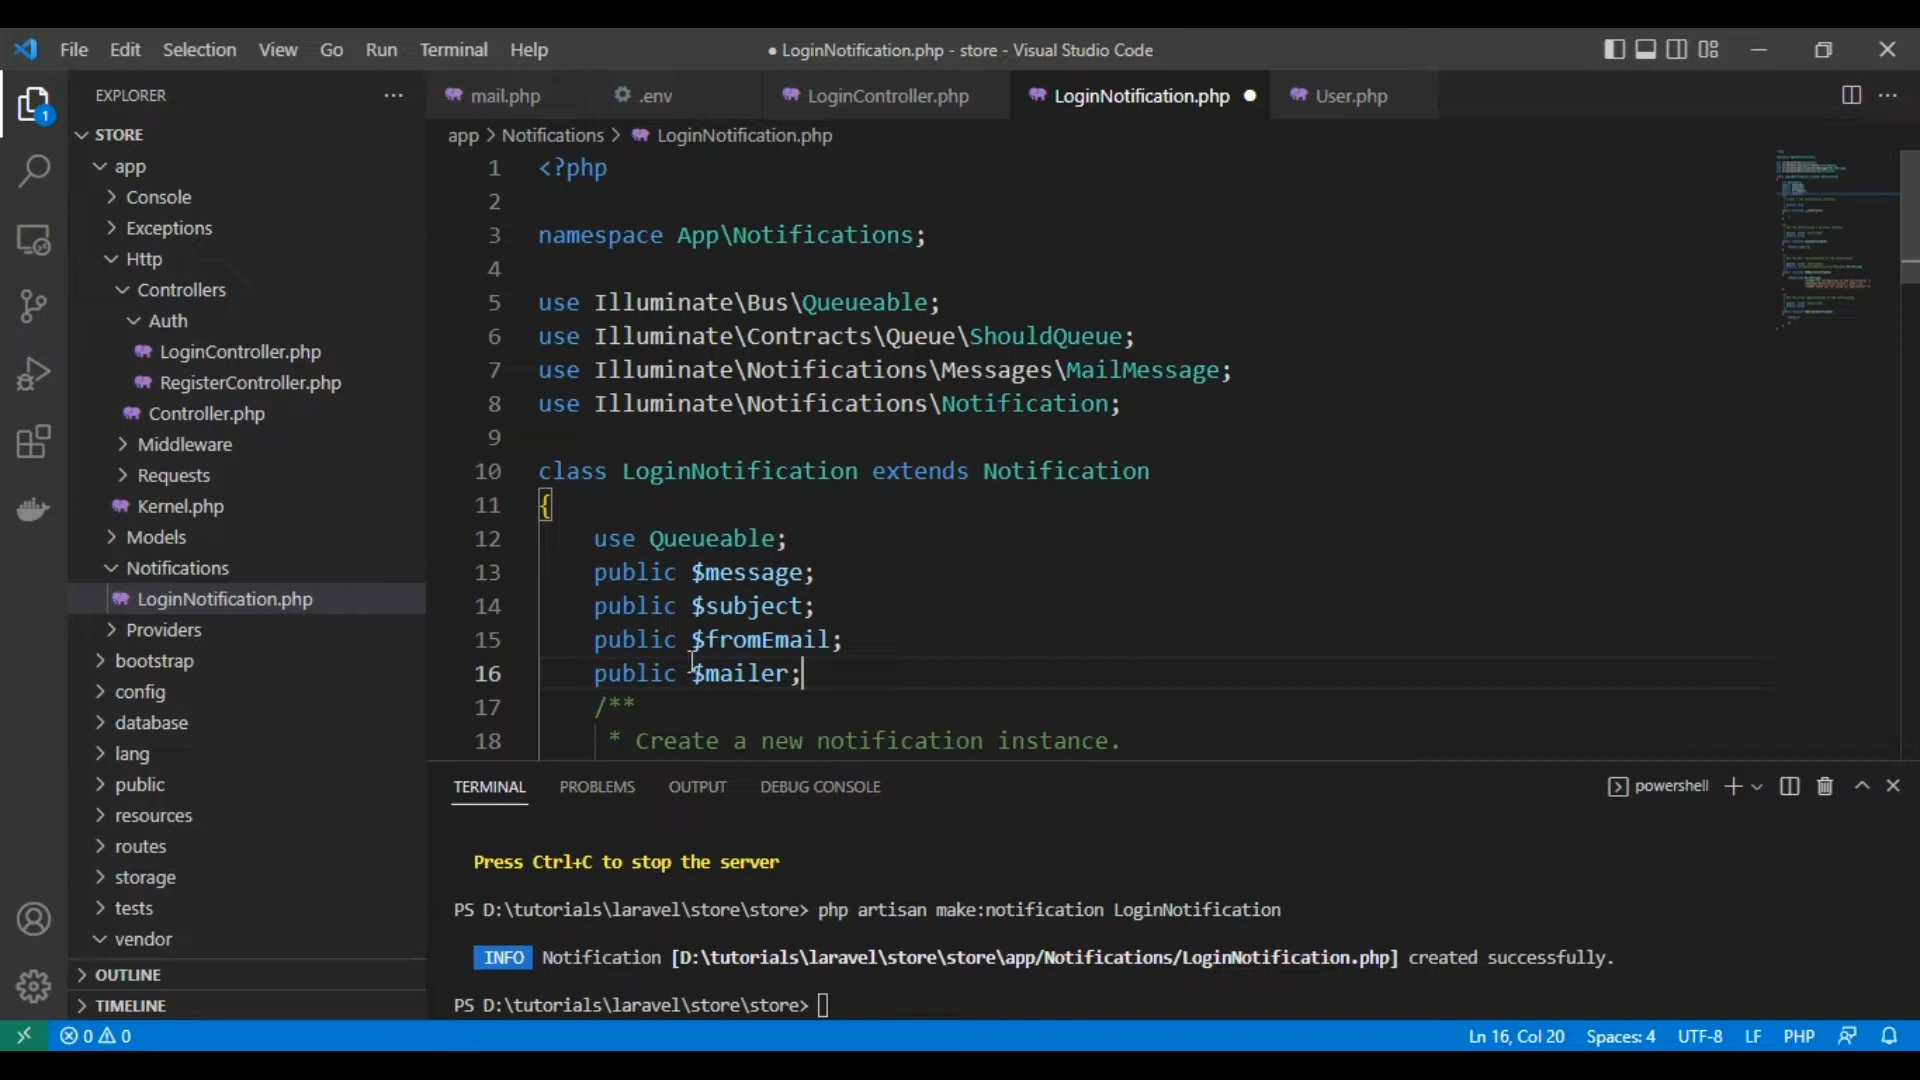 File Edit Selection View Go Run Terminal Help
● LoginNotification.php - store - Visual Studio Code
EXPLORER
1
STORE
app
Console
Exceptions
Http
Controllers
Auth
LoginController.php
RegisterController.php
Controller.php
Middleware
Requests
Kernel.php
Models
Notifications
LoginNotification.php
Providers
bootstrap
config
database
lang
public
resources
routes
storage
tests
vendor
OUTLINE
TIMELINE
mail.php .env LoginController.php LoginNotification.php User.php
app > Notifications > LoginNotification.php
1 <?php
2
3 namespace App\Notifications;
4
5 use Illuminate\Bus\Queueable;
6 use Illuminate\Contracts\Queue\ShouldQueue;
7 use Illuminate\Notifications\Messages\MailMessage;
8 use Illuminate\Notifications\Notification;
9
10 class LoginNotification extends Notification
11 {
12 use Queueable;
13 public $message;
14 public $subject;
15 public $fromEmail;
16 public $mailer;
17 /**
18 * Create a new notification instance.
TERMINAL PROBLEMS OUTPUT DEBUG CONSOLE powershell
Press Ctrl+C to stop the server
PS D:\tutorials\laravel\store\store> php artisan make:notification LoginNotification
INFO Notification [D:\tutorials\laravel\store\store\app/Notifications/LoginNotification.php] created successfully.
PS D:\tutorials\laravel\store\store>
0 0 Ln 16, Col 20 Spaces: 4 UTF-8 LF PHP